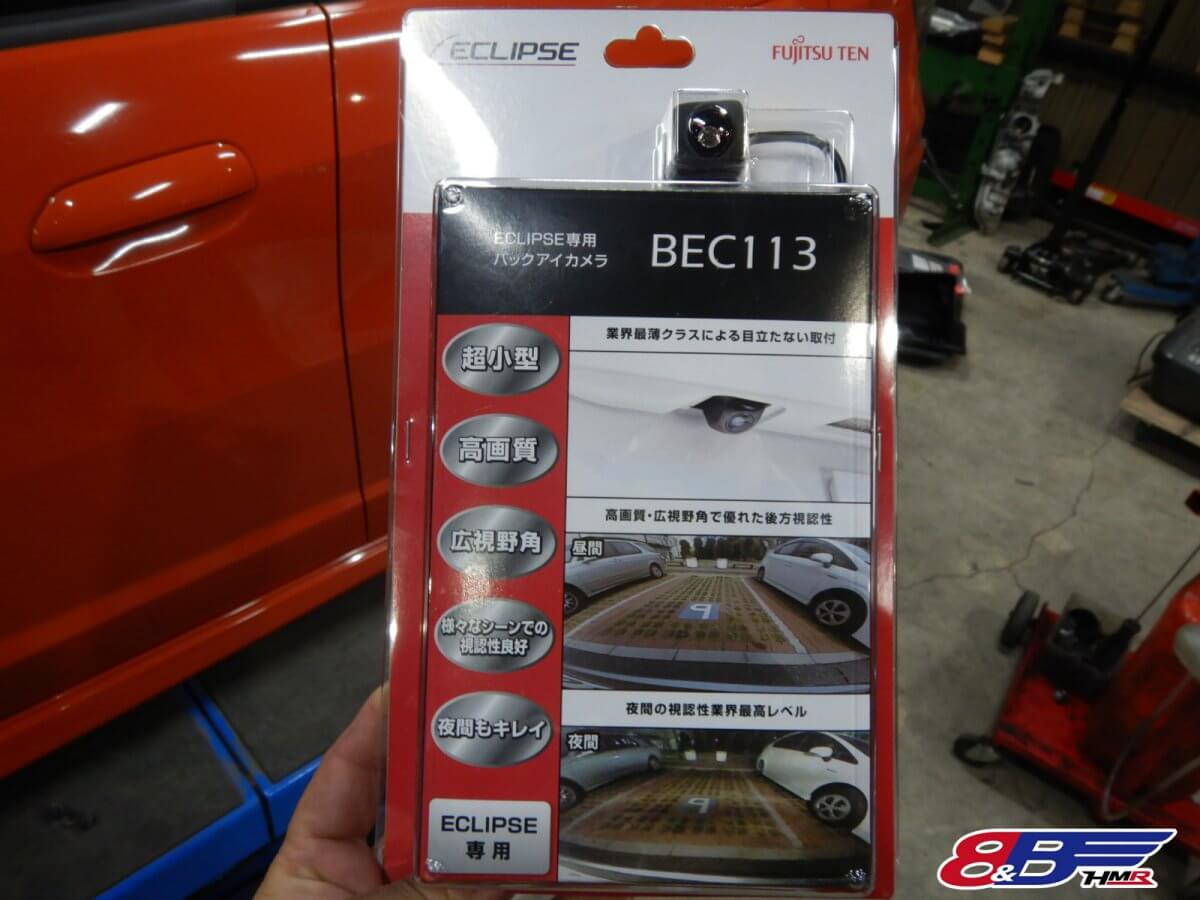 ECLIPSE
FUJITSU TEN
ECLIPSE専用
バックアイカメラ
BEC113
超小型
業界最薄クラスによる目立たない取付
高画質
高画質・広視野角で優れた後方視認性
広視野角
昼間
P
様々なシーンでの
視認性良好
夜間の視認性業界最高レベル
夜間もキレイ
夜間
P
ECLIPSE
専用
8&B
HMR